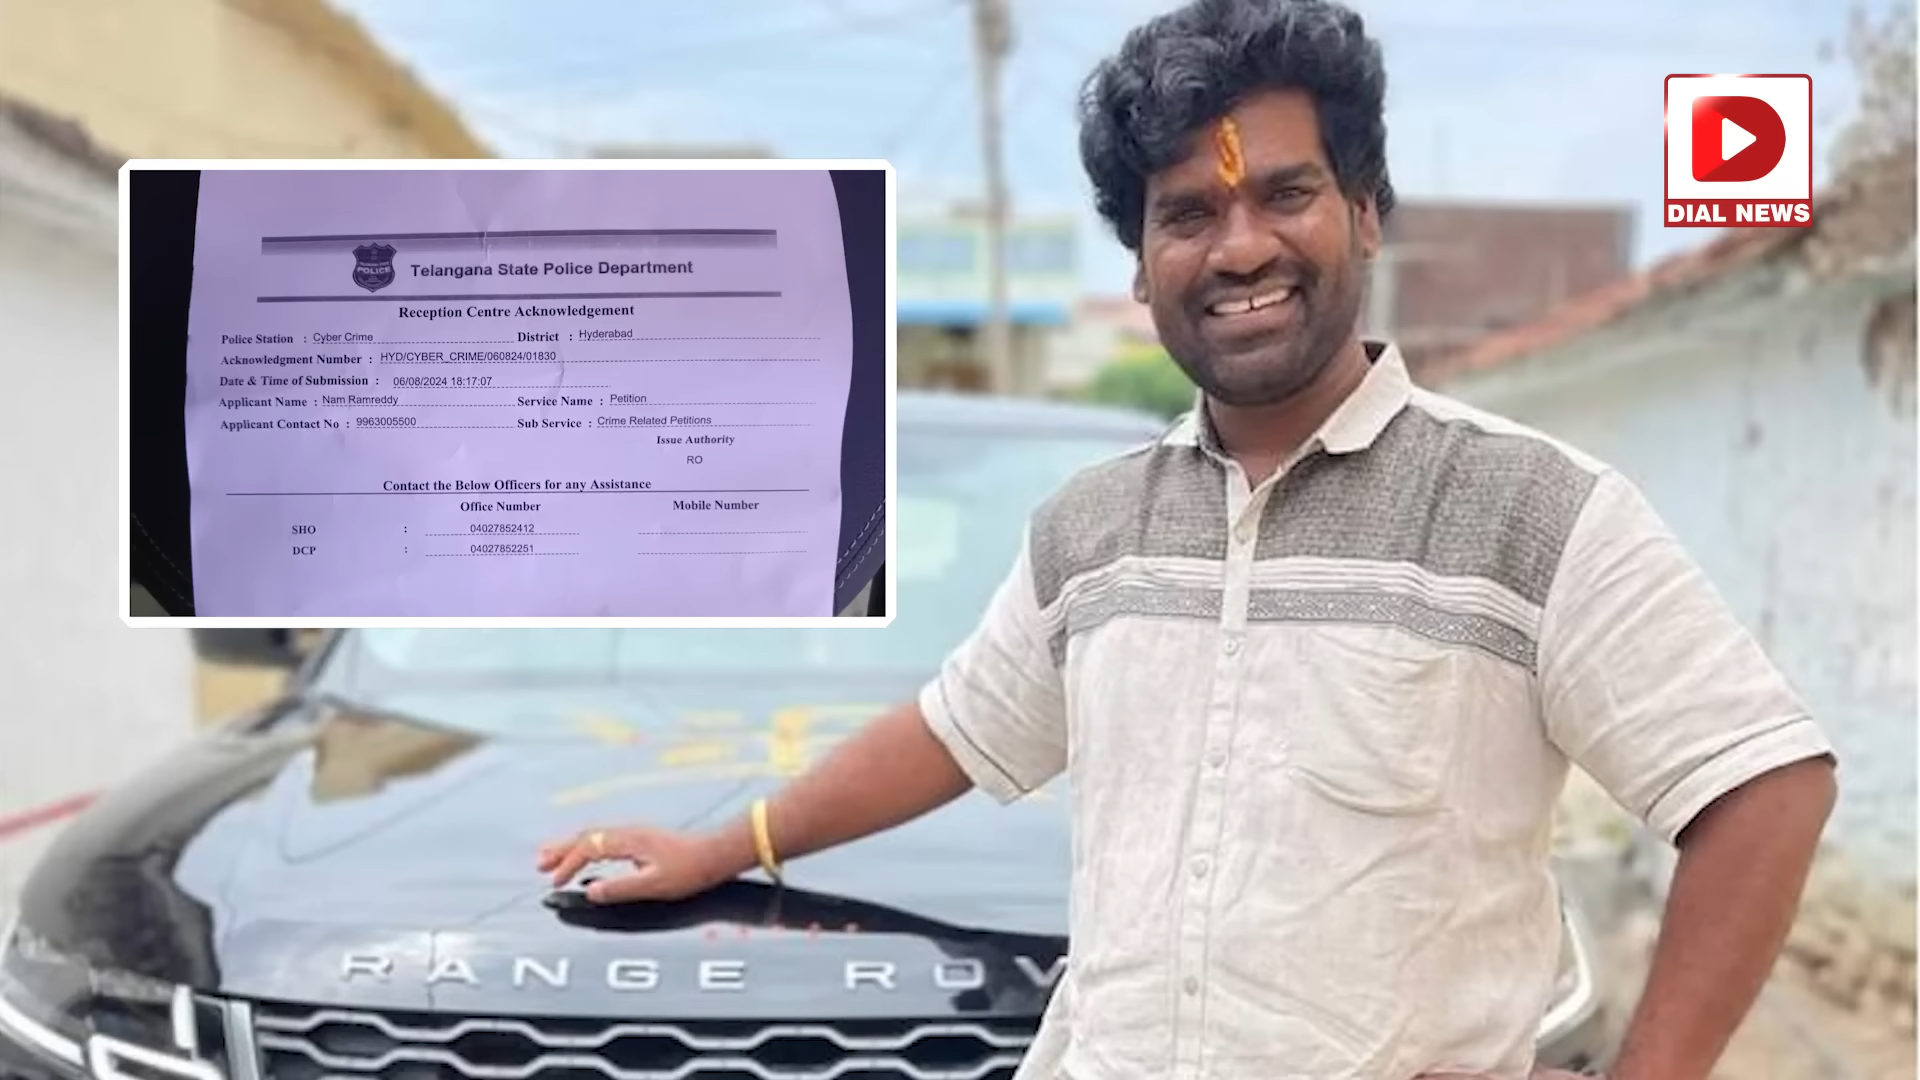 DIAL NEWS
POLICE
Telangana State Police Department
Reception Centre Acknowledgement
Police Station : Cyber Crime District : Hyderabad
Acknowledgment Number : HYD/CYBER_CRIME/060824/01830
Date & Time of Submission : 06/08/2024 18:17:07
Applicant Name : Nam Ramreddy Service Name : Petition
Applicant Contact No : 9963005500 Sub Service : Crime Related Petitions
Issue Authority
RO
Contact the Below Officers for any Assistance
Office Number Mobile Number
SHO : 04027852412
DCP : 04027852251
RANGE ROV